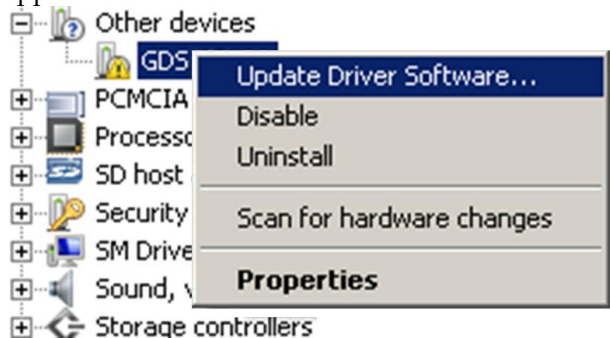 Other devices
GDS
Update Driver Software...
PCMCIA
Disable
Uninstall
SD host
Security
Scan for hardware changes
SM Drive
Properties
Sound,
Storage controllers